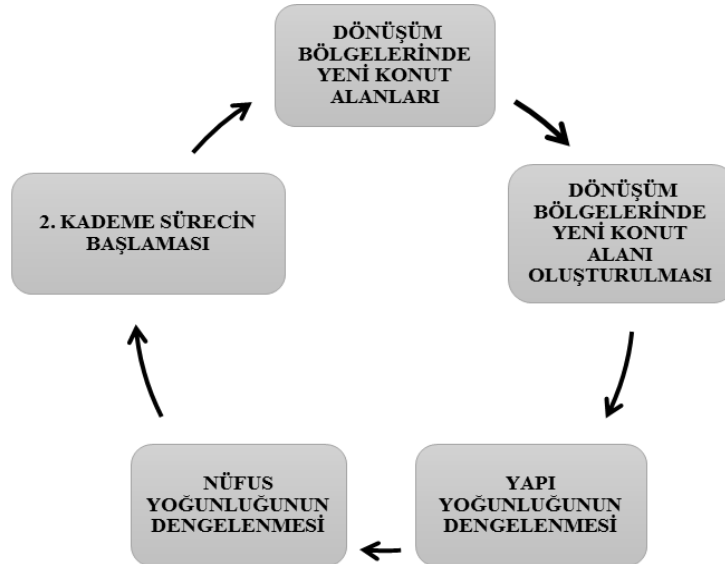 DÖNÜŞÜM
BÖLGELERİNDE
YENİ KONUT
ALANLARI
DÖNÜŞÜM
BÖLGELERİNDE
YENİ KONUT
ALANI
OLUŞTURULMASI
YAPI
YOĞUNLUĞUNUN
DENGELENMESİ
NÜFUS
YOĞUNLUĞUNUN
DENGELENMESİ
2. KADEME SÜRECİN
BAŞLAMASI